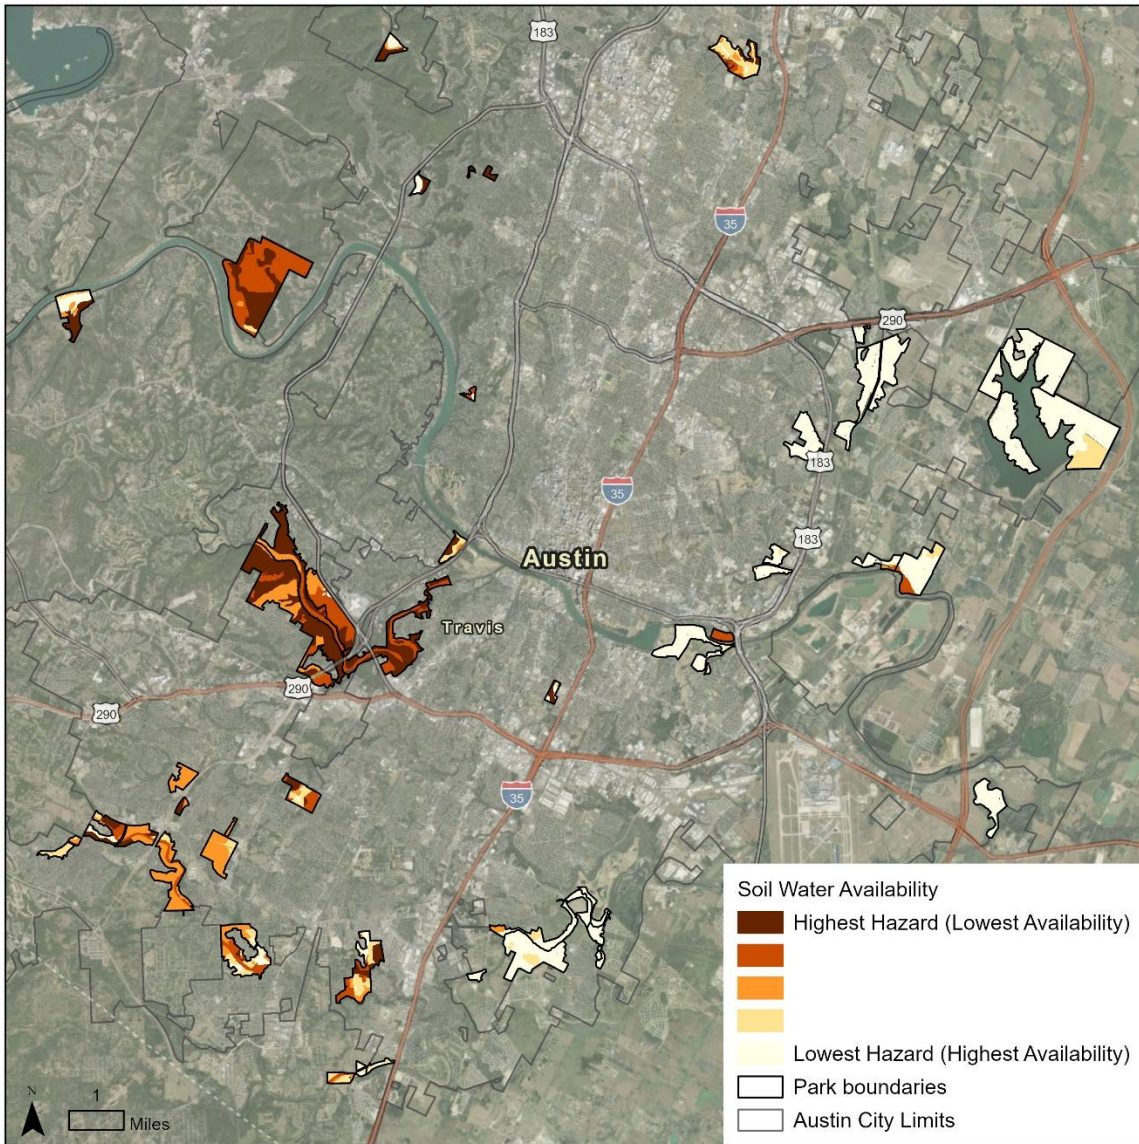 183
35
290
290
183
35
183
Austin
Travis
290
290
35
Soil Water Availability
Highest Hazard (Lowest Availability)
Lowest Hazard (Highest Availability)
Park boundaries
Austin City Limits
N
1
Miles